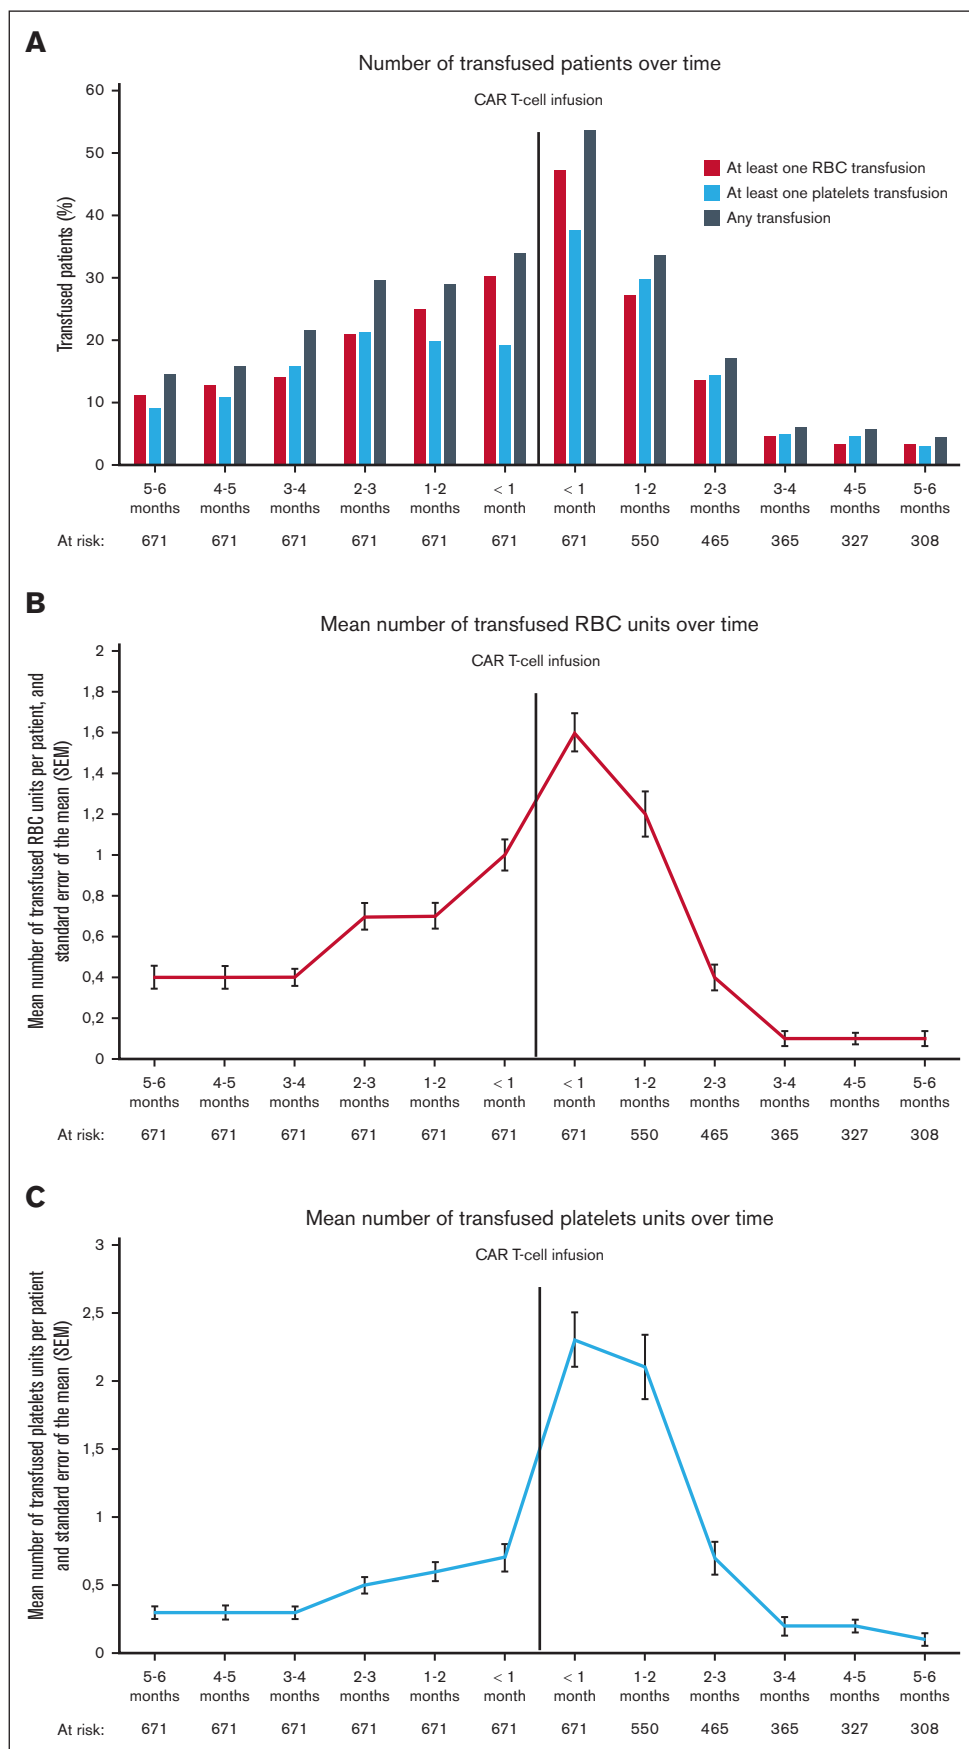 A
Number of transfused patients over time
CAR T-cell infusion
Transfused patients (%)
60
50
40
30
20
10
0
At least one RBC transfusion
At least one platelets transfusion
Any transfusion
5-6 4-5 3-4 2-3 1-2 < 1 < 1 1-2 2-3 3-4 4-5 5-6
months months months months months month month months months months months months
At risk: 671 671 671 671 671 671 671 550 465 365 327 308
B
Mean number of transfused RBC units over time
CAR T-cell infusion
Mean number of transfused RBC units per patient, and
standard error of the mean (SEM)
2
1,8
1,6
1,4
1,2
1
0,8
0,6
0,4
0,2
0
5-6 4-5 3-4 2-3 1-2 < 1 < 1 1-2 2-3 3-4 4-5 5-6
months months months months months month month months months months months months
At risk: 671 671 671 671 671 671 671 550 465 365 327 308
C
Mean number of transfused platelets units over time
CAR T-cell infusion
Mean number of transfused platelets units per patient
and standard error of the mean (SEM)
3
2,5
2
1,5
1
0,5
0
5-6 4-5 3-4 2-3 1-2 < 1 < 1 1-2 2-3 3-4 4-5 5-6
months months months months months month month months months months months months
At risk: 671 671 671 671 671 671 671 550 465 365 327 308